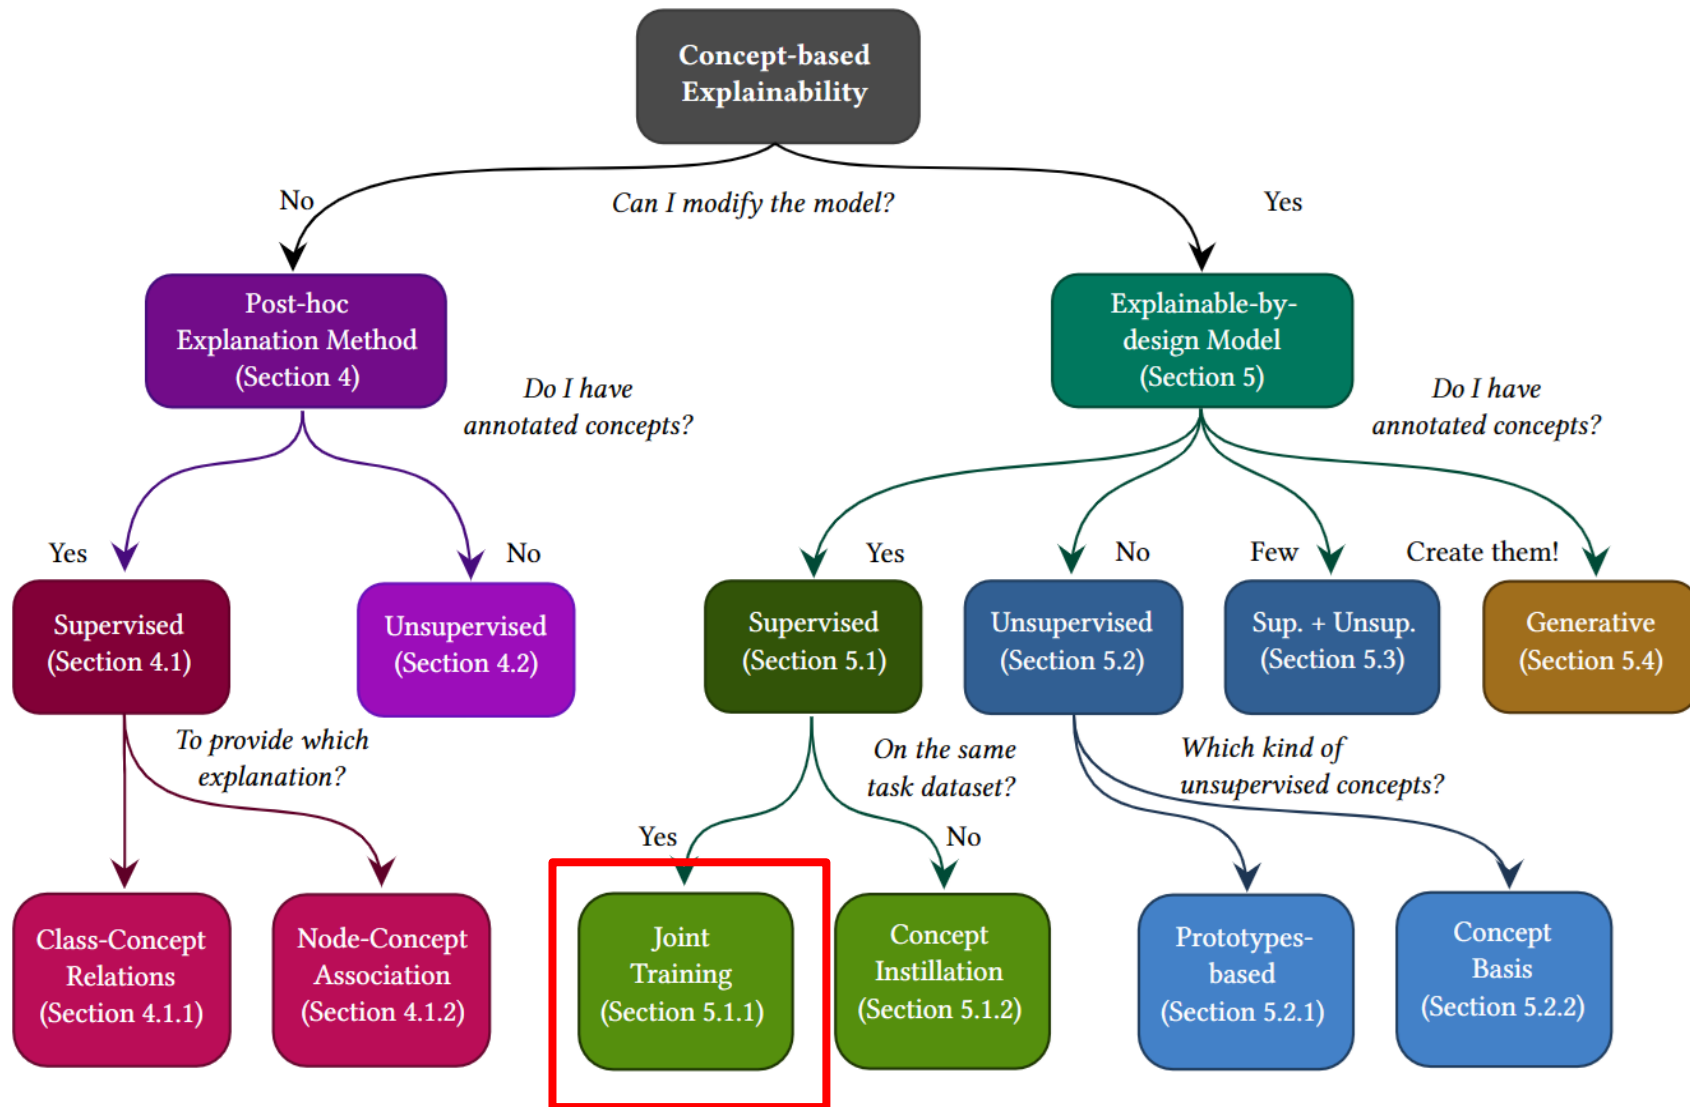 Concept-based
Explainability
No
Can I modify the model?
Yes
Post-hoc
Explanation Method
(Section 4)
Explainable-by-
design Model
(Section 5)
Do I have
annotated concepts?
Do I have
annotated concepts?
Yes
No
Yes
No
Few
Create them!
Supervised
(Section 4.1)
Unsupervised
(Section 4.2)
Supervised
(Section 5.1)
Unsupervised
(Section 5.2)
Sup. + Unsup.
(Section 5.3)
Generative
(Section 5.4)
To provide which
explanation?
On the same
task dataset?
Which kind of
unsupervised concepts?
Yes
No
Class-Concept
Relations
(Section 4.1.1)
Node-Concept
Association
(Section 4.1.2)
Joint
Training
(Section 5.1.1)
Concept
Instillation
(Section 5.1.2)
Prototypes-
based
(Section 5.2.1)
Concept
Basis
(Section 5.2.2)